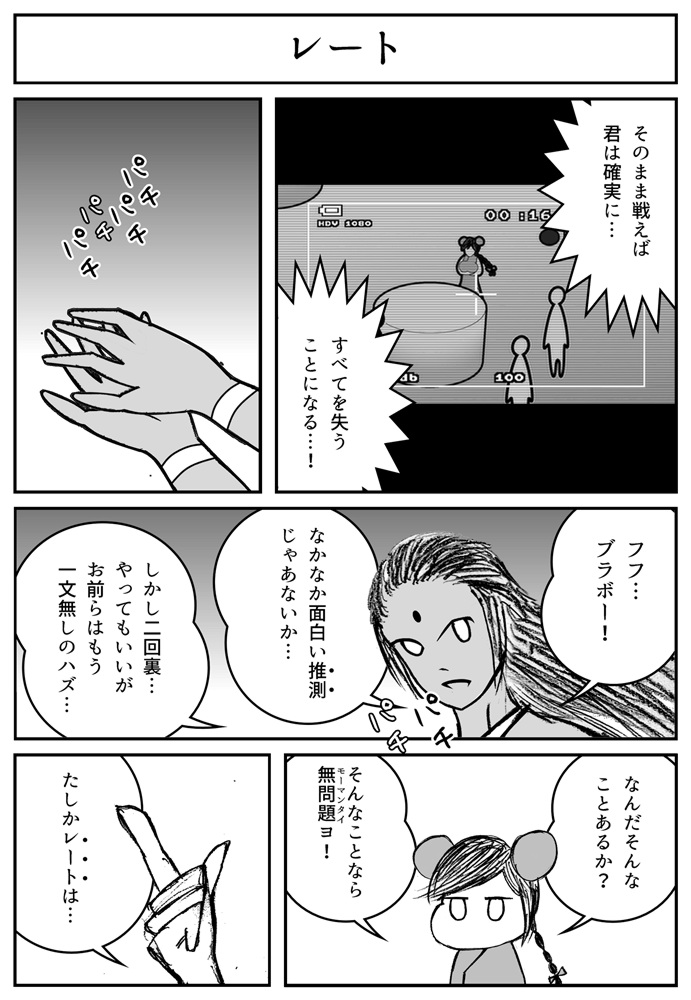 レート
そのまま戦えば
君は確実に…
00:16
HDV 1080
すべてを失う
ことになる…！
100
パチ
パチ
パチ
パチ
フフ…
ブラボー！
なかなか面白い推測
じゃあないか…
しかし二回裏…
やってもいいが
お前らはもう
一文無しのハズ…
パチ
パチ
なんだそんな
ことあるか？
そんなことなら
無問題ョ！
モーマンタイ
たしかレートは…